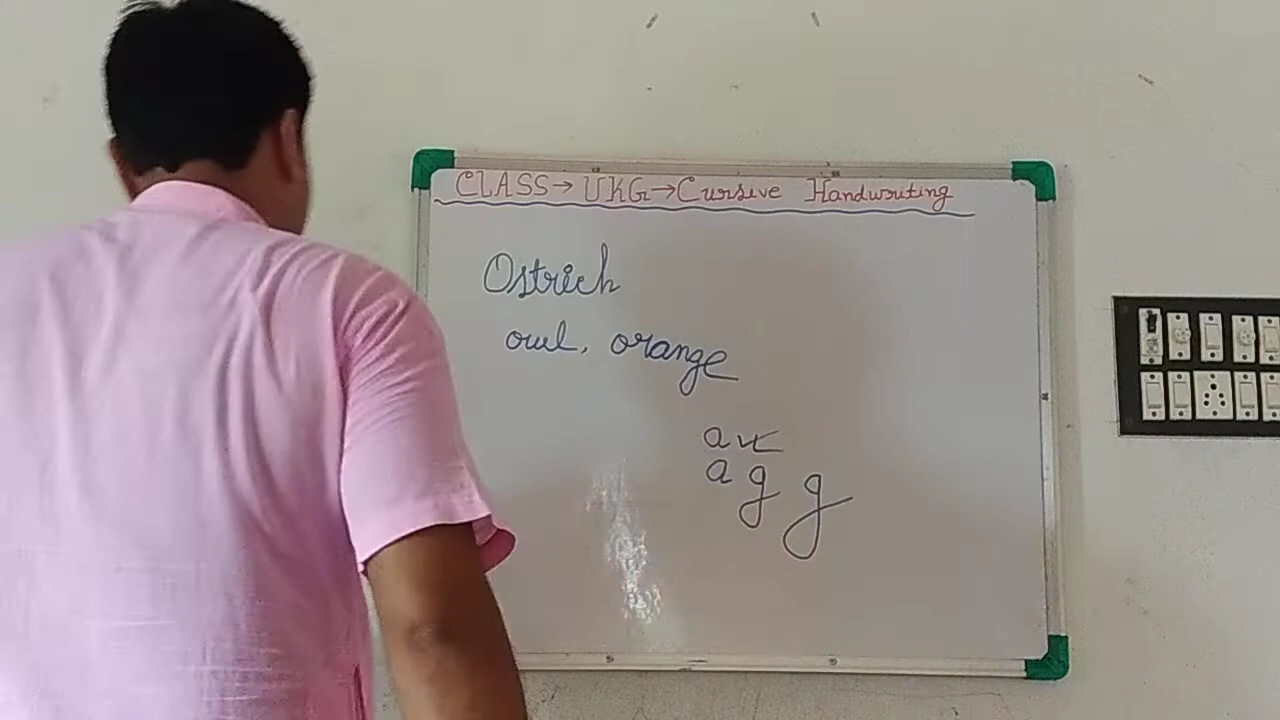 CLASS→ UKG→Cursive Handwriting
Ostrich
owl, orange
a
a g g